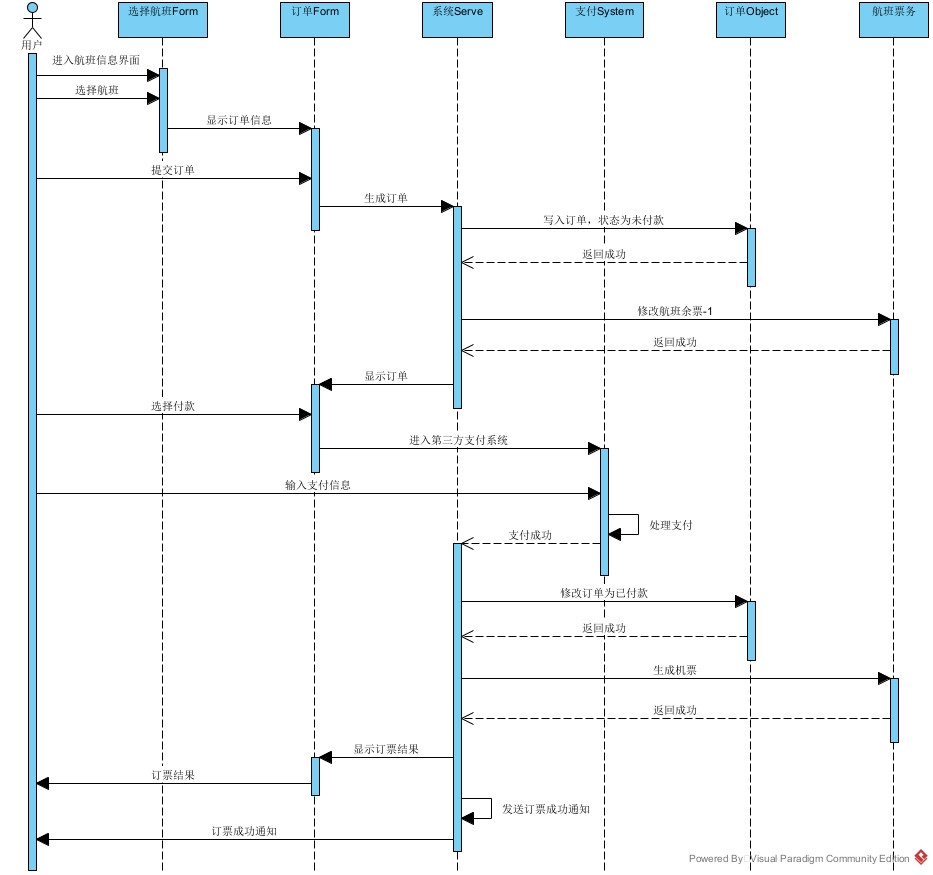 选择航班Form
订单Form
系统Serve
支付System
订单Object
航班票务
用户
进入航班信息界面
选择航班
显示订单信息
提交订单
生成订单
写入订单，状态为未付款
返回成功
修改航班余票-1
返回成功
显示订单
选择付款
进入第三方支付系统
输入支付信息
处理支付
支付成功
修改订单为已付款
返回成功
生成机票
返回成功
显示订票结果
订票结果
发送订票成功通知
订票成功通知
Powered By: Visual Paradigm Community Edition